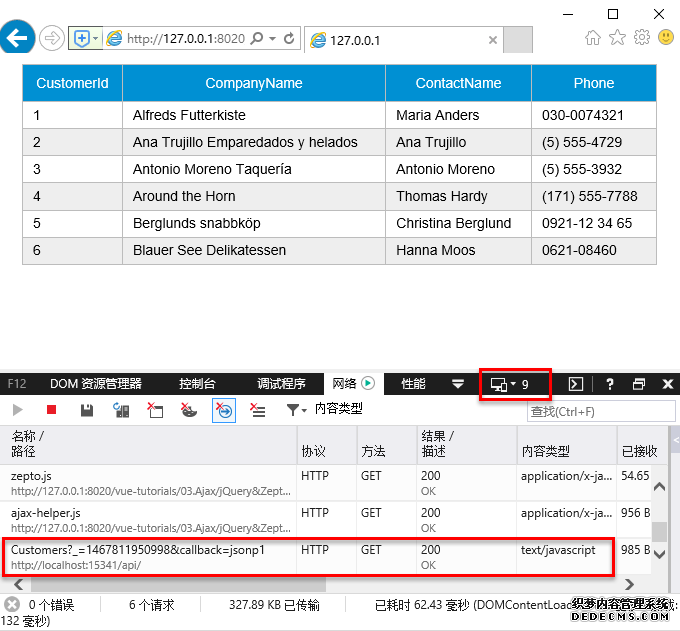 http://127.0.0.1:8020
127.0.0.1
CustomerId CompanyName ContactName Phone
1 Alfreds Futterkiste Maria Anders 030-0074321
2 Ana Trujillo Emparedados y helados Ana Trujillo (5) 555-4729
3 Antonio Moreno Taquería Antonio Moreno (5) 555-3932
4 Around the Horn Thomas Hardy (171) 555-7788
5 Berglunds snabbköp Christina Berglund 0921-12 34 65
6 Blauer See Delikatessen Hanna Moos 0621-08460
F12 DOM 资源管理器 控制台 调试程序 网络 性能 9 ?
内容类型 查找(Ctrl+F)
名称 / 结果 /
路径 协议 方法 描述 内容类型 已接收
zepto.js HTTP GET 200 application/x-ja... 54.65
http://127.0.0.1:8020/vue-tutorials/03.Ajax/jQuery&Zept... OK
ajax-helper.js HTTP GET 200 application/x-ja... 956 B
http://127.0.0.1:8020/vue-tutorials/03.Ajax/jQuery&Zept... OK
Customers?_=1467811950998&callback=jsonp1 HTTP GET 200 text/javascript 985 B
http://localhost:15341/api/ OK
0 个错误 6 个请求 327.89 KB 已传输 已耗时 62.43 毫秒 (DOMContentLoad
132 毫秒)
织梦内容管理系统
DEDECMS.COM